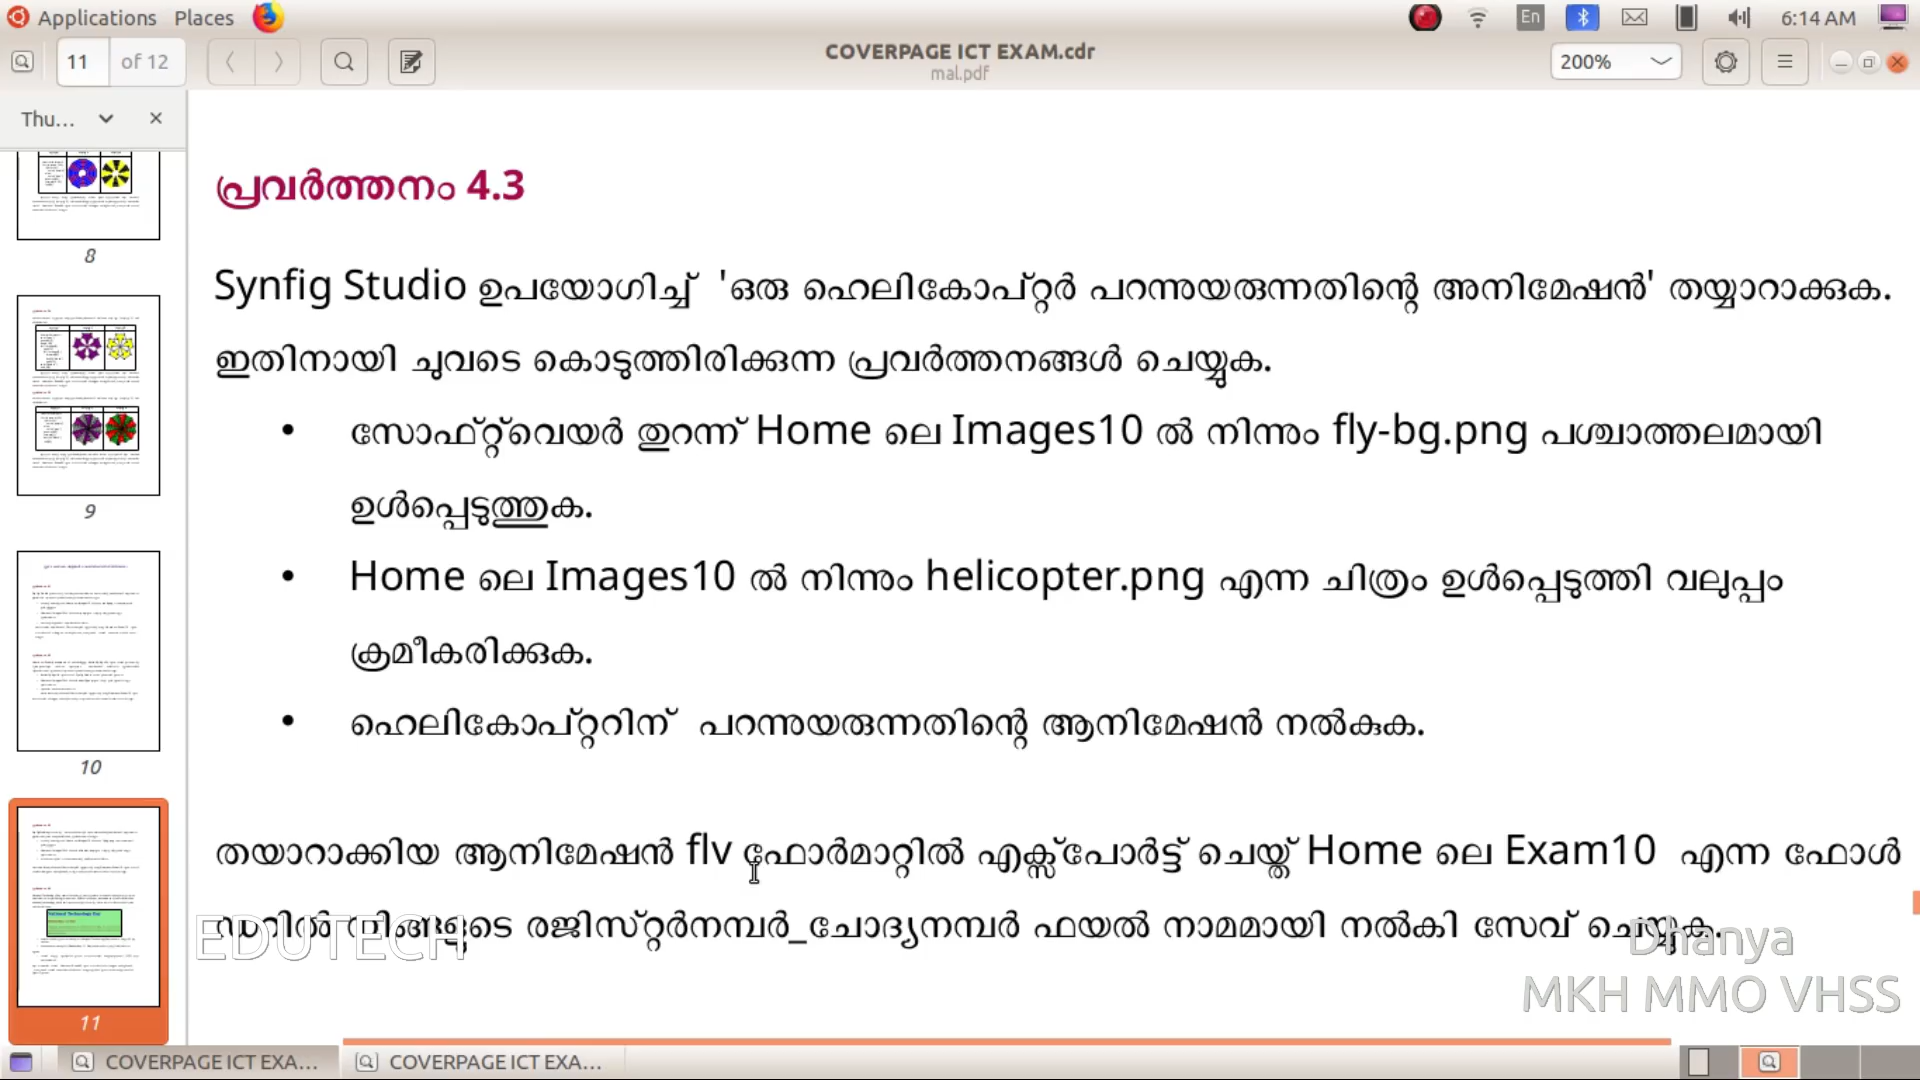 Applications Places En 6:14 AM
11 of 12 COVERPAGE ICT EXAM.cdr 200%
mal.pdf
Thu...
പ്രവർത്തനം 4.3
Synfig Studio ഉപയോഗിച്ച് 'ഒരു ഹെലികോപ്റ്റർ പറന്നുയരുന്നതിന്റെ അനിമേഷൻ' തയ്യാറാക്കുക.
ഇതിനായി ചുവടെ കൊടുത്തിരിക്കുന്ന പ്രവർത്തനങ്ങൾ ചെയ്യുക.
• സോഫ്റ്റ്‌വെയർ തുറന്ന് Home ലെ Images10 ൽ നിന്നും fly-bg.png പശ്ചാത്തലമായി
ഉൾപ്പെടുത്തുക.
• Home ലെ Images10 ൽ നിന്നും helicopter.png എന്ന ചിത്രം ഉൾപ്പെടുത്തി വലുപ്പം
ക്രമീകരിക്കുക.
• ഹെലികോപ്റ്ററിന് പറന്നുയരുന്നതിന്റെ ആനിമേഷൻ നൽകുക.
തയാറാക്കിയ ആനിമേഷൻ flv ഫോർമാറ്റിൽ എക്സ്പോർട്ട് ചെയ്ത് Home ലെ Exam10 എന്ന ഫോൾ
നിങ്ങളുടെ രജിസ്റ്റർനമ്പർ_ചോദ്യനമ്പർ ഫയൽ നാമമായി നൽകി സേവ് ചെയ്യുക.
EDUTECH
Dhanya
MKH MMO VHSS
8
9
10
11
COVERPAGE ICT EXA... COVERPAGE ICT EXA...